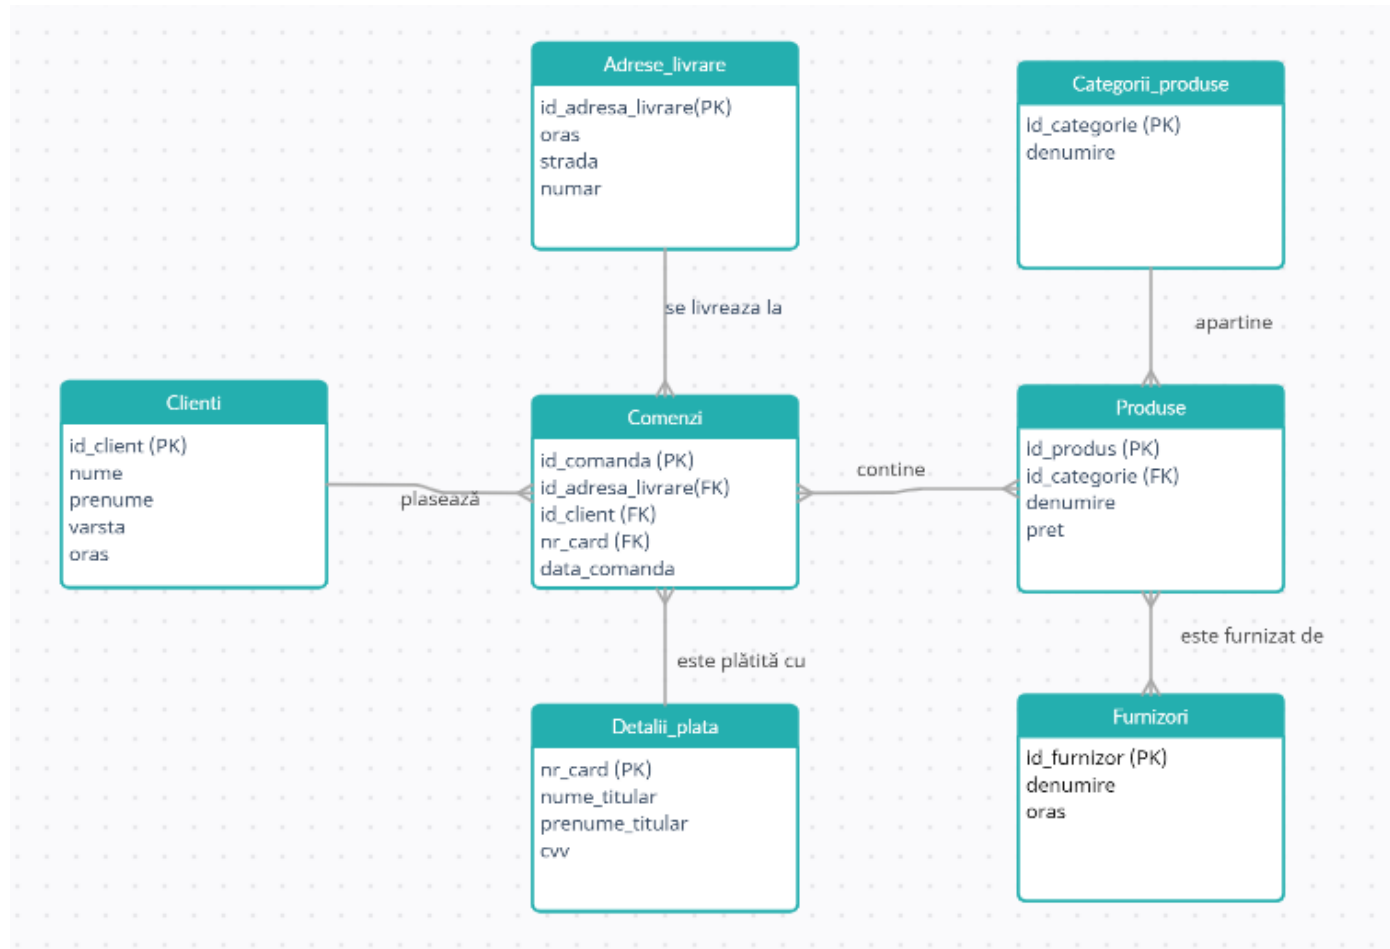 Adrese_livrare
id_adresa_livrare(PK)
oras
strada
numar
Categorii_produse
id_categorie (PK)
denumire
se livreaza la
apartine
Clienti
id_client (PK)
nume
prenume
varsta
oras
plasează
Comenzi
id_comanda (PK)
id_adresa_livrare(FK)
id_client (FK)
nr_card (FK)
data_comanda
contine
Produse
id_produs (PK)
id_categorie (FK)
denumire
pret
este plătită cu
este furnizat de
Detalii_plata
nr_card (PK)
nume_titular
prenume_titular
cvv
Furnizori
id_furnizor (PK)
denumire
oras